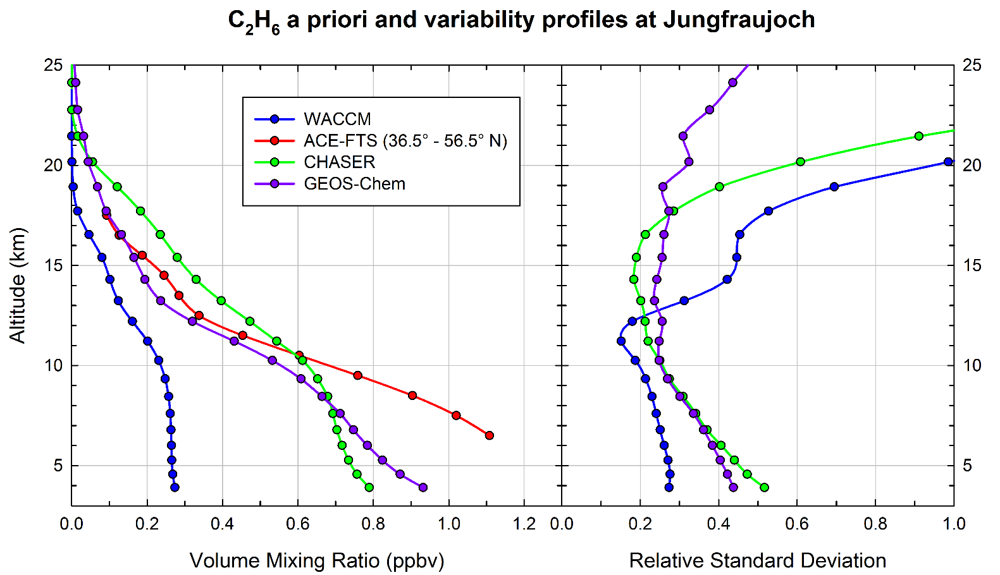 C₂H₆ a priori and variability profiles at Jungfraujoch
25
20
15
10
5
Altitude (km)
WACCM
ACE-FTS (36.5° - 56.5° N)
CHASER
GEOS-Chem
25
20
15
10
5
0.0 0.2 0.4 0.6 0.8 1.0 1.2
0.0 0.2 0.4 0.6 0.8 1.0
Volume Mixing Ratio (ppbv)
Relative Standard Deviation